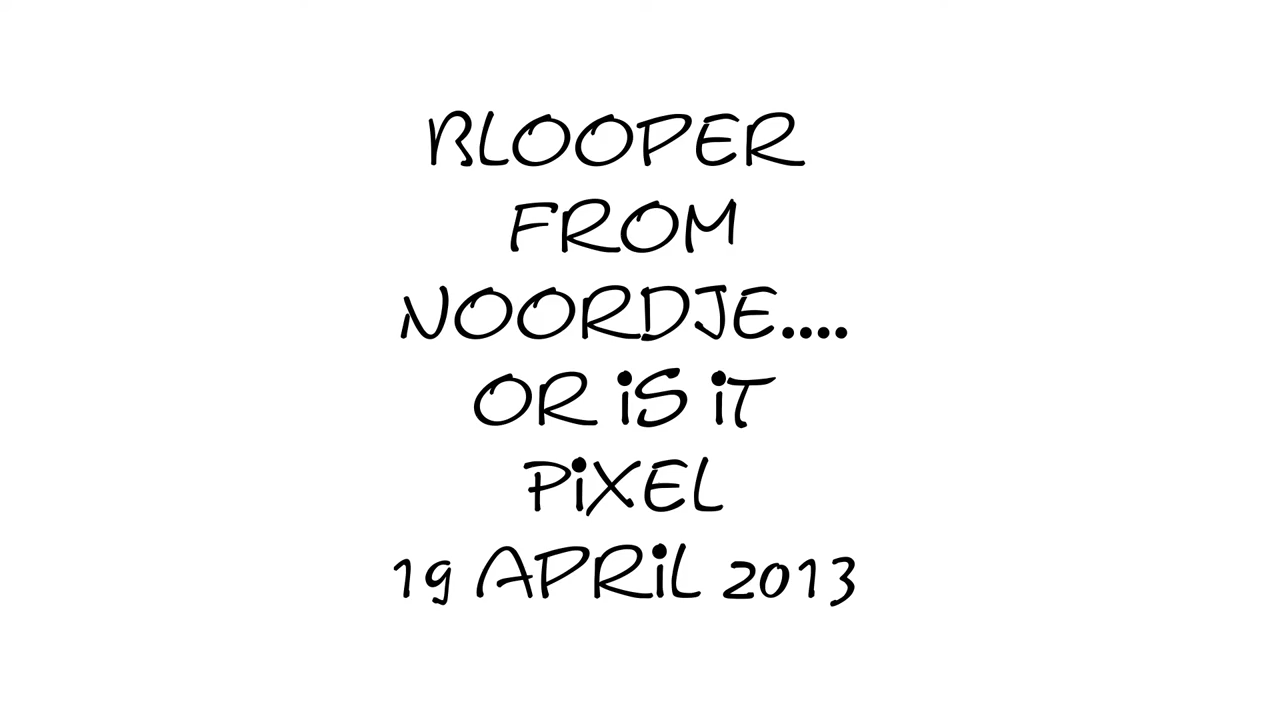 BLOOPER
FROM
NOORDJE....
OR iS iT
PiXEL
19 APRiL 2013